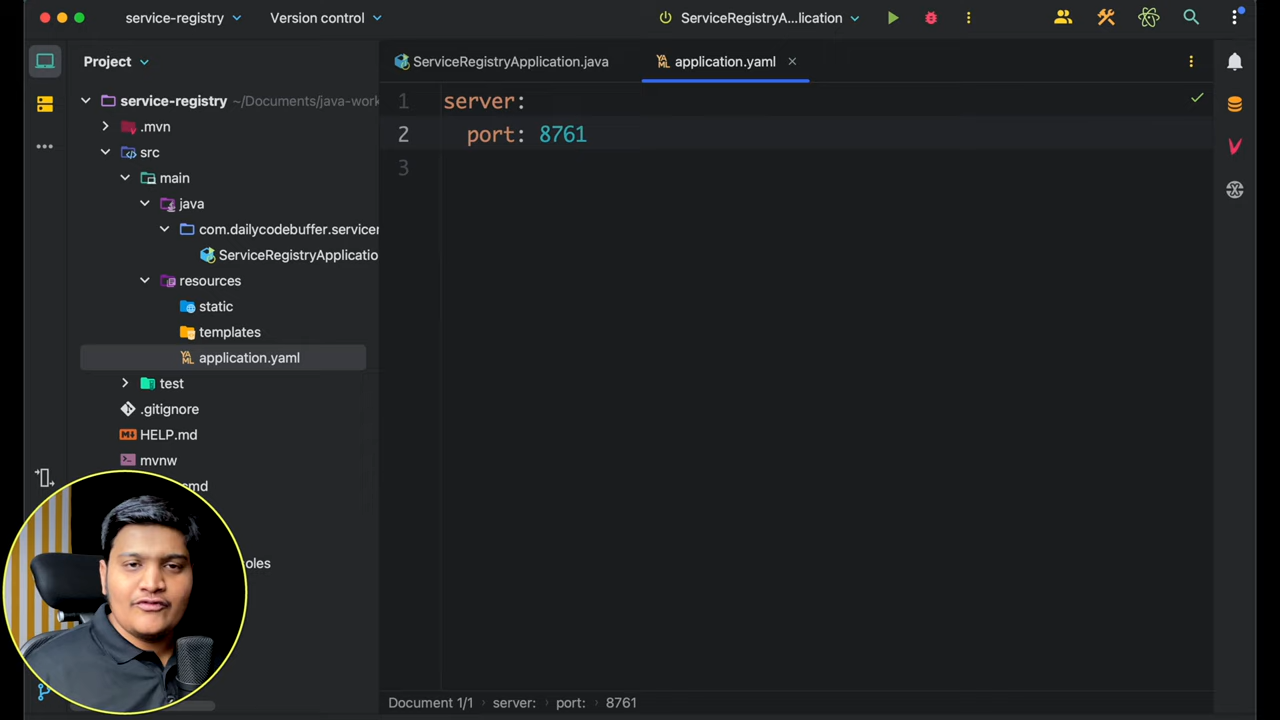 service-registry
Version control
ServiceRegistryA...lication
Project
ServiceRegistryApplication.java
application.yaml
service-registry ~/Documents/java-work
.mvn
src
main
java
com.dailycodebuffer.servicer
ServiceRegistryApplicatio
resources
static
templates
application.yaml
test
.gitignore
HELP.md
mvnw
cmd
oles
1 server:
2 port: 8761
3
Document 1/1 server: port: 8761